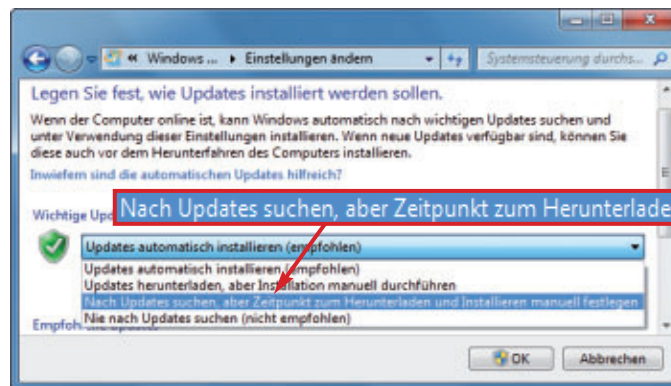 « Windows ... ▸ Einstellungen ändern
Systemsteuerung durchs...
Legen Sie fest, wie Updates installiert werden sollen.
Wenn der Computer online ist, kann Windows automatisch nach wichtigen Updates suchen und
unter Verwendung dieser Einstellungen installieren. Wenn neue Updates verfügbar sind, können Sie
diese auch vor dem Herunterfahren des Computers installieren.
Inwiefern sind die automatischen Updates hilfreich?
Nach Updates suchen, aber Zeitpunkt zum Herunterlade
Wichtige Up
Updates automatisch installieren (empfohlen)
Updates automatisch installieren (empfohlen)
Updates herunterladen, aber Installation manuell durchführen
Nach Updates suchen, aber Zeitpunkt zum Herunterladen und Installieren manuell festlegen
Nie nach Updates suchen (nicht empfohlen)
OK
Abbrechen